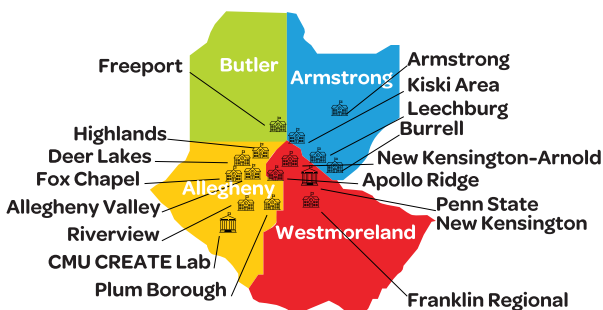 Butler
Armstrong
Allegheny
Westmoreland
Freeport
Highlands
Deer Lakes
Fox Chapel
Allegheny Valley
Riverview
CMU CREATE Lab
Plum Borough
Armstrong
Kiski Area
Leechburg
Burrell
New Kensington-Arnold
Apollo Ridge
Penn State
New Kensington
Franklin Regional